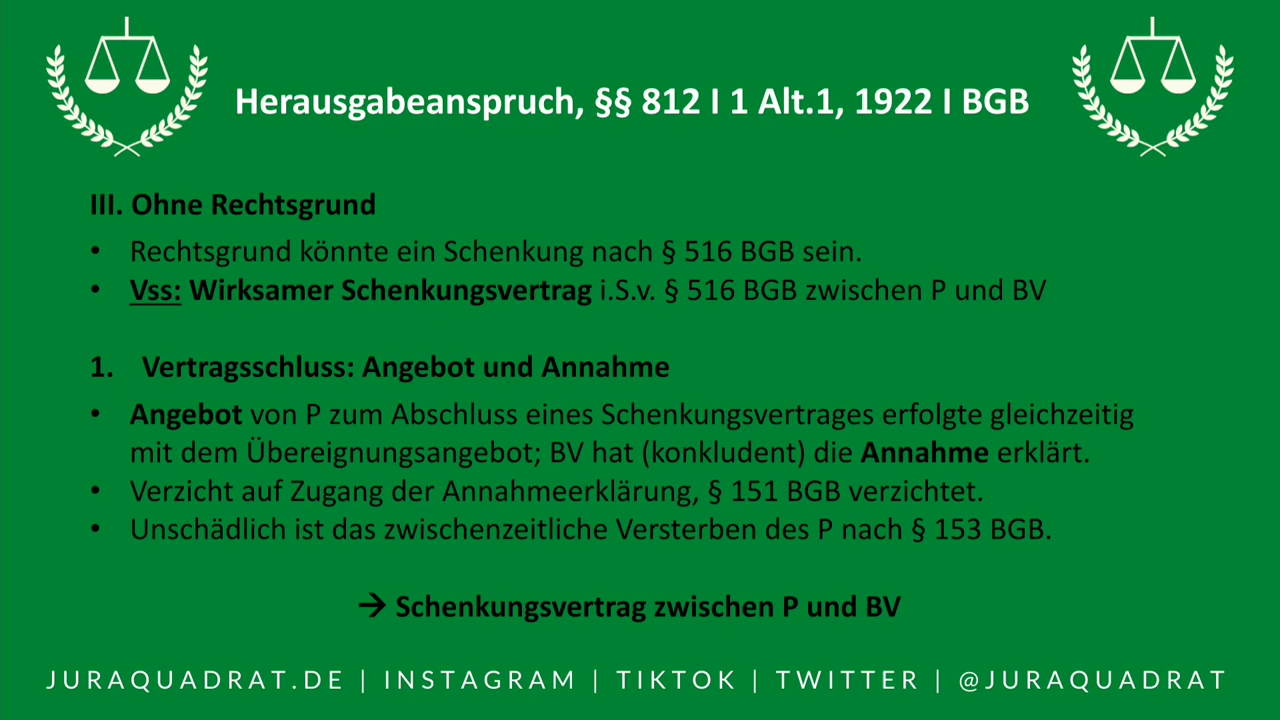 Herausgabeanspruch, §§ 812 I 1 Alt.1, 1922 I BGB
III. Ohne Rechtsgrund
• Rechtsgrund könnte ein Schenkung nach § 516 BGB sein.
• Vss: Wirksamer Schenkungsvertrag i.S.v. § 516 BGB zwischen P und BV
1. Vertragsschluss: Angebot und Annahme
• Angebot von P zum Abschluss eines Schenkungsvertrages erfolgte gleichzeitig
mit dem Übereignungsangebot; BV hat (konkludent) die Annahme erklärt.
• Verzicht auf Zugang der Annahmeerklärung, § 151 BGB verzichtet.
• Unschädlich ist das zwischenzeitliche Versterben des P nach § 153 BGB.
→ Schenkungsvertrag zwischen P und BV
JURAQUADRAT.DE | INSTAGRAM | TIKTOK | TWITTER | @JURAQUADRAT